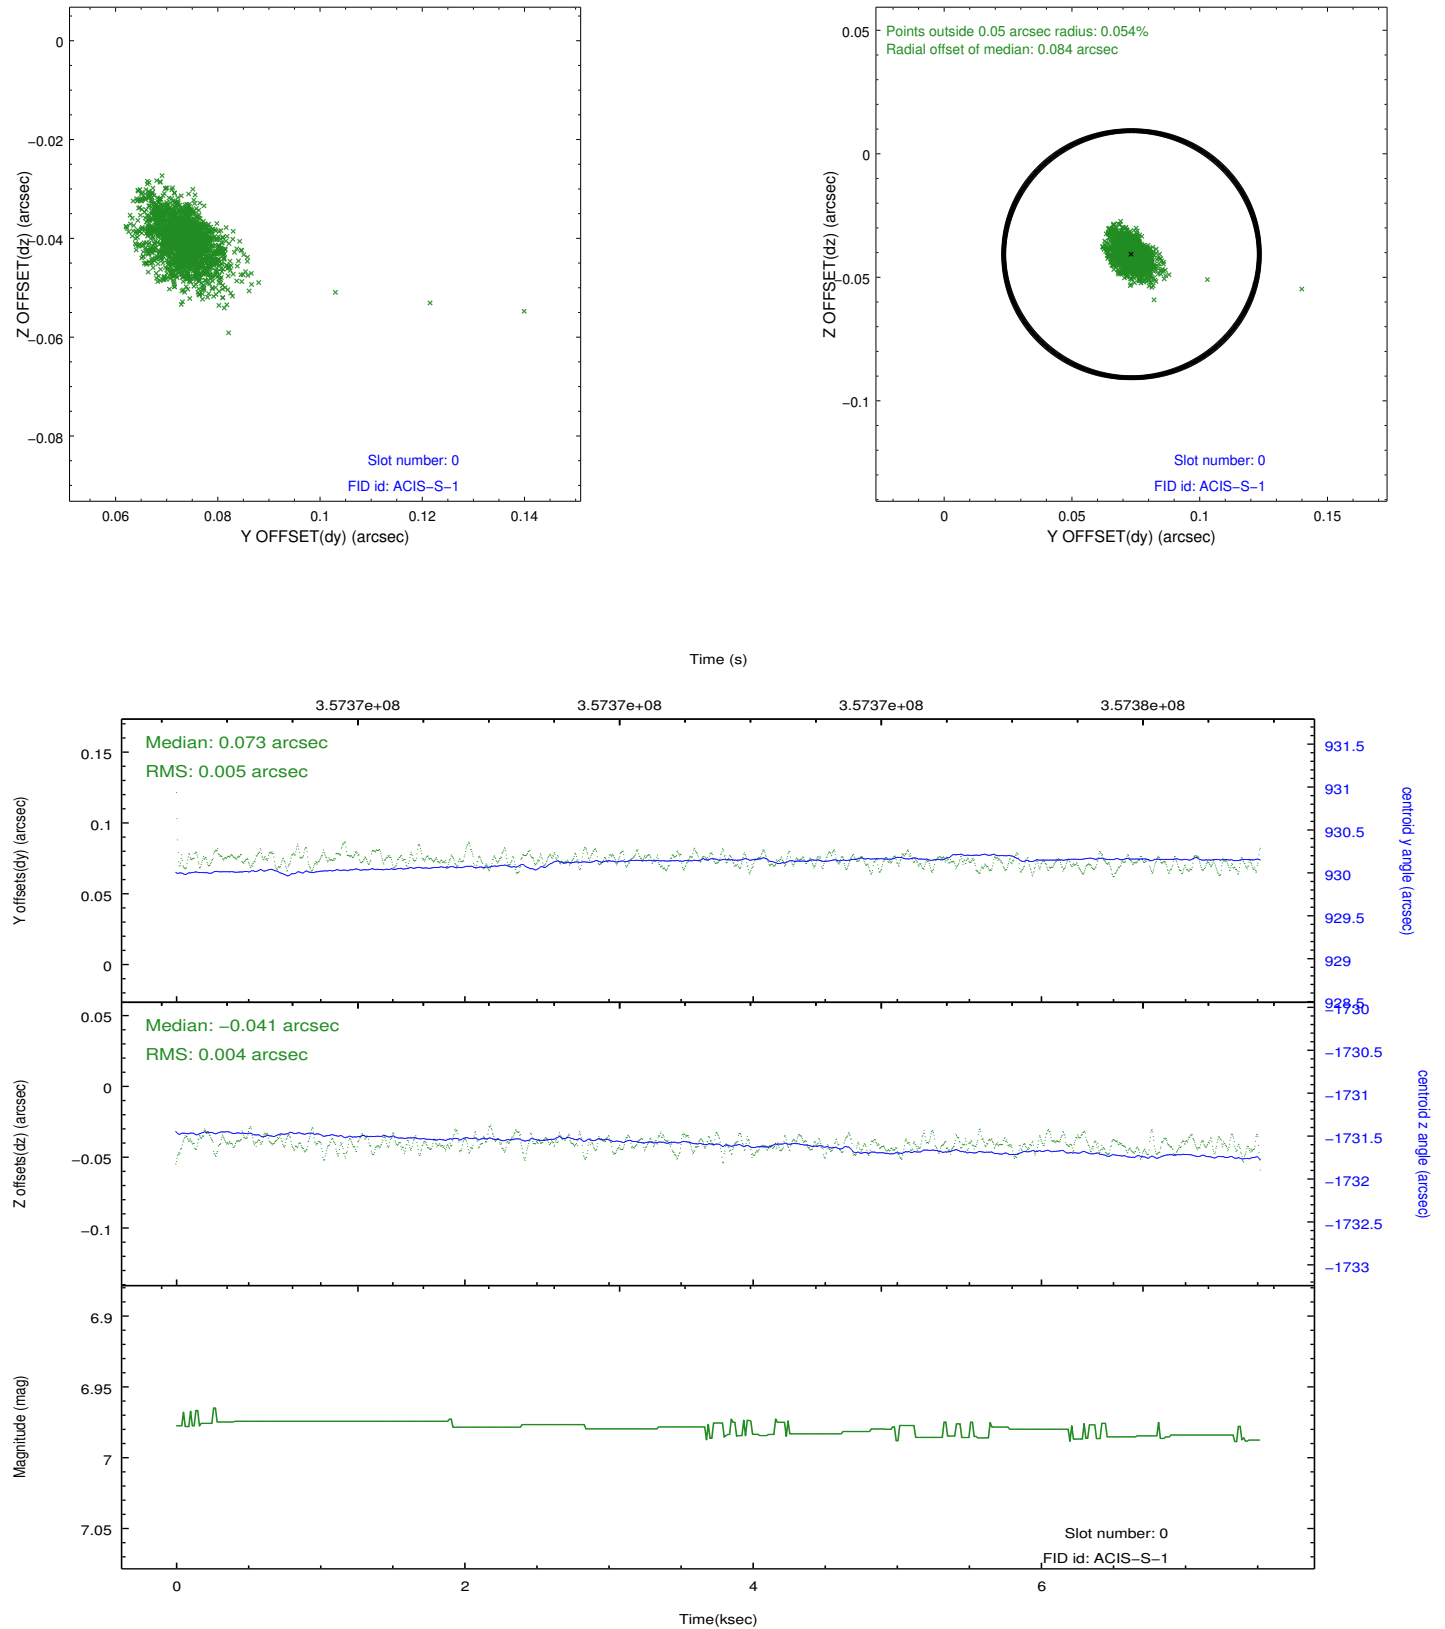 0
−0.02
−0.04
−0.06
−0.08
Z OFFSET(dz) (arcsec)
Slot number: 0
FID id: ACIS−S−1
0.06
0.08
0.1
0.12
0.14
Y OFFSET(dy) (arcsec)
Points outside 0.05 arcsec radius: 0.054%
Radial offset of median: 0.084 arcsec
0.05
0
−0.05
−0.1
Z OFFSET(dz) (arcsec)
Slot number: 0
FID id: ACIS−S−1
0
0.05
0.1
0.15
Y OFFSET(dy) (arcsec)
Time (s)
3.5737e+08
3.5737e+08
3.5737e+08
3.5738e+08
Median: 0.073 arcsec
RMS: 0.005 arcsec
0.15
0.1
0.05
0
Y offsets(dy) (arcsec)
931.5
931
930.5
930
929.5
929
928.5
centroid y angle (arcsec)
Median: −0.041 arcsec
RMS: 0.004 arcsec
0.05
0
−0.05
−0.1
Z offsets(dz) (arcsec)
−1730
−1730.5
−1731
−1731.5
−1732
−1732.5
−1733
centroid z angle (arcsec)
6.9
6.95
7
7.05
Magnitude (mag)
Slot number: 0
FID id: ACIS−S−1
0
2
4
6
Time(ksec)